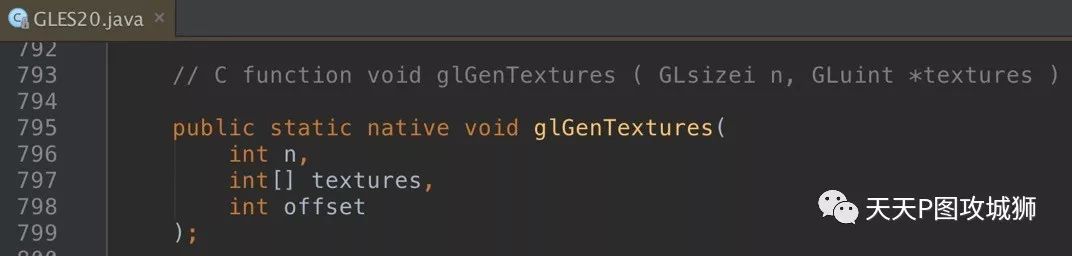 GLES20.java ×
792
793 // C function void glGenTextures ( GLsizei n, GLuint *textures )
794
795 public static native void glGenTextures(
796 int n,
797 int[] textures,
798 int offset
799 );
800
天天P图攻城狮